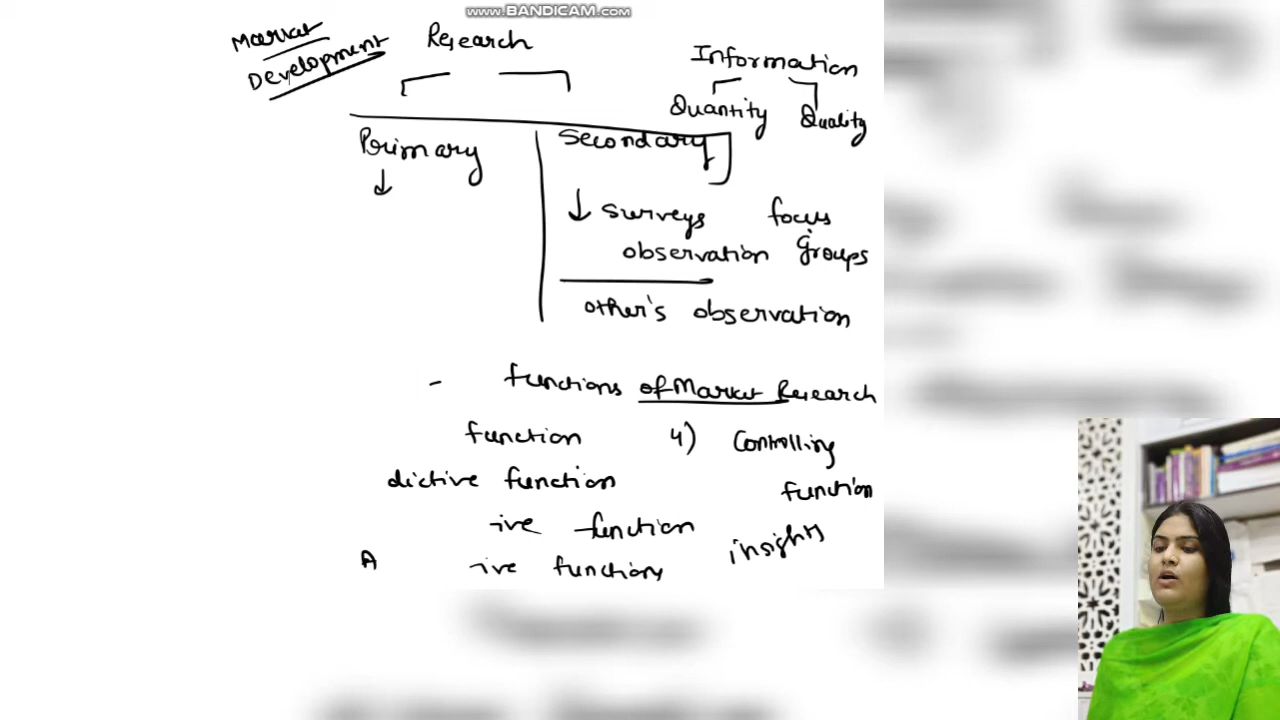 www.BANDICAM.com
Market
Development
Research
Information
Quantity Quality
Primary
Secondary
surveys focus
observation groups
other's observation
- functions of Market Research
function 4) Controlling
dictive function function
ive function
A ive functions insights